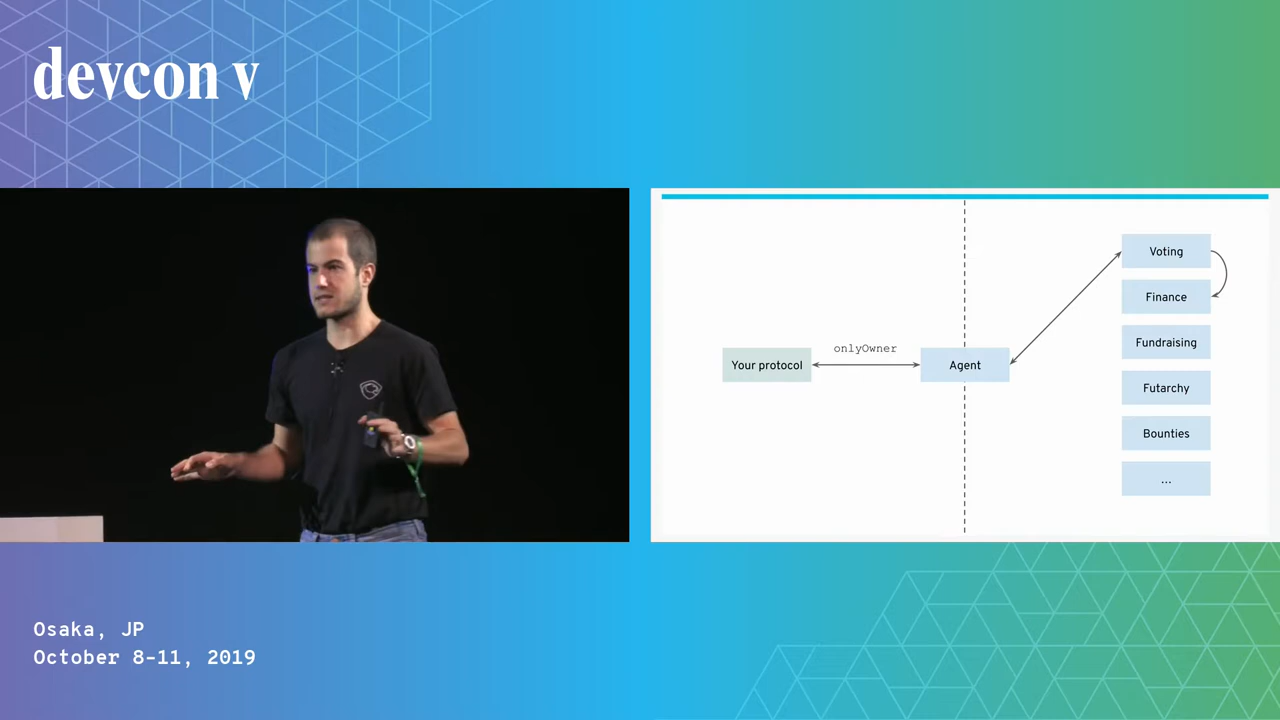 devcon v
Voting
Finance
Fundraising
onlyOwner
Your protocol
Agent
Futarchy
Bounties
...
Osaka, JP
October 8-11, 2019